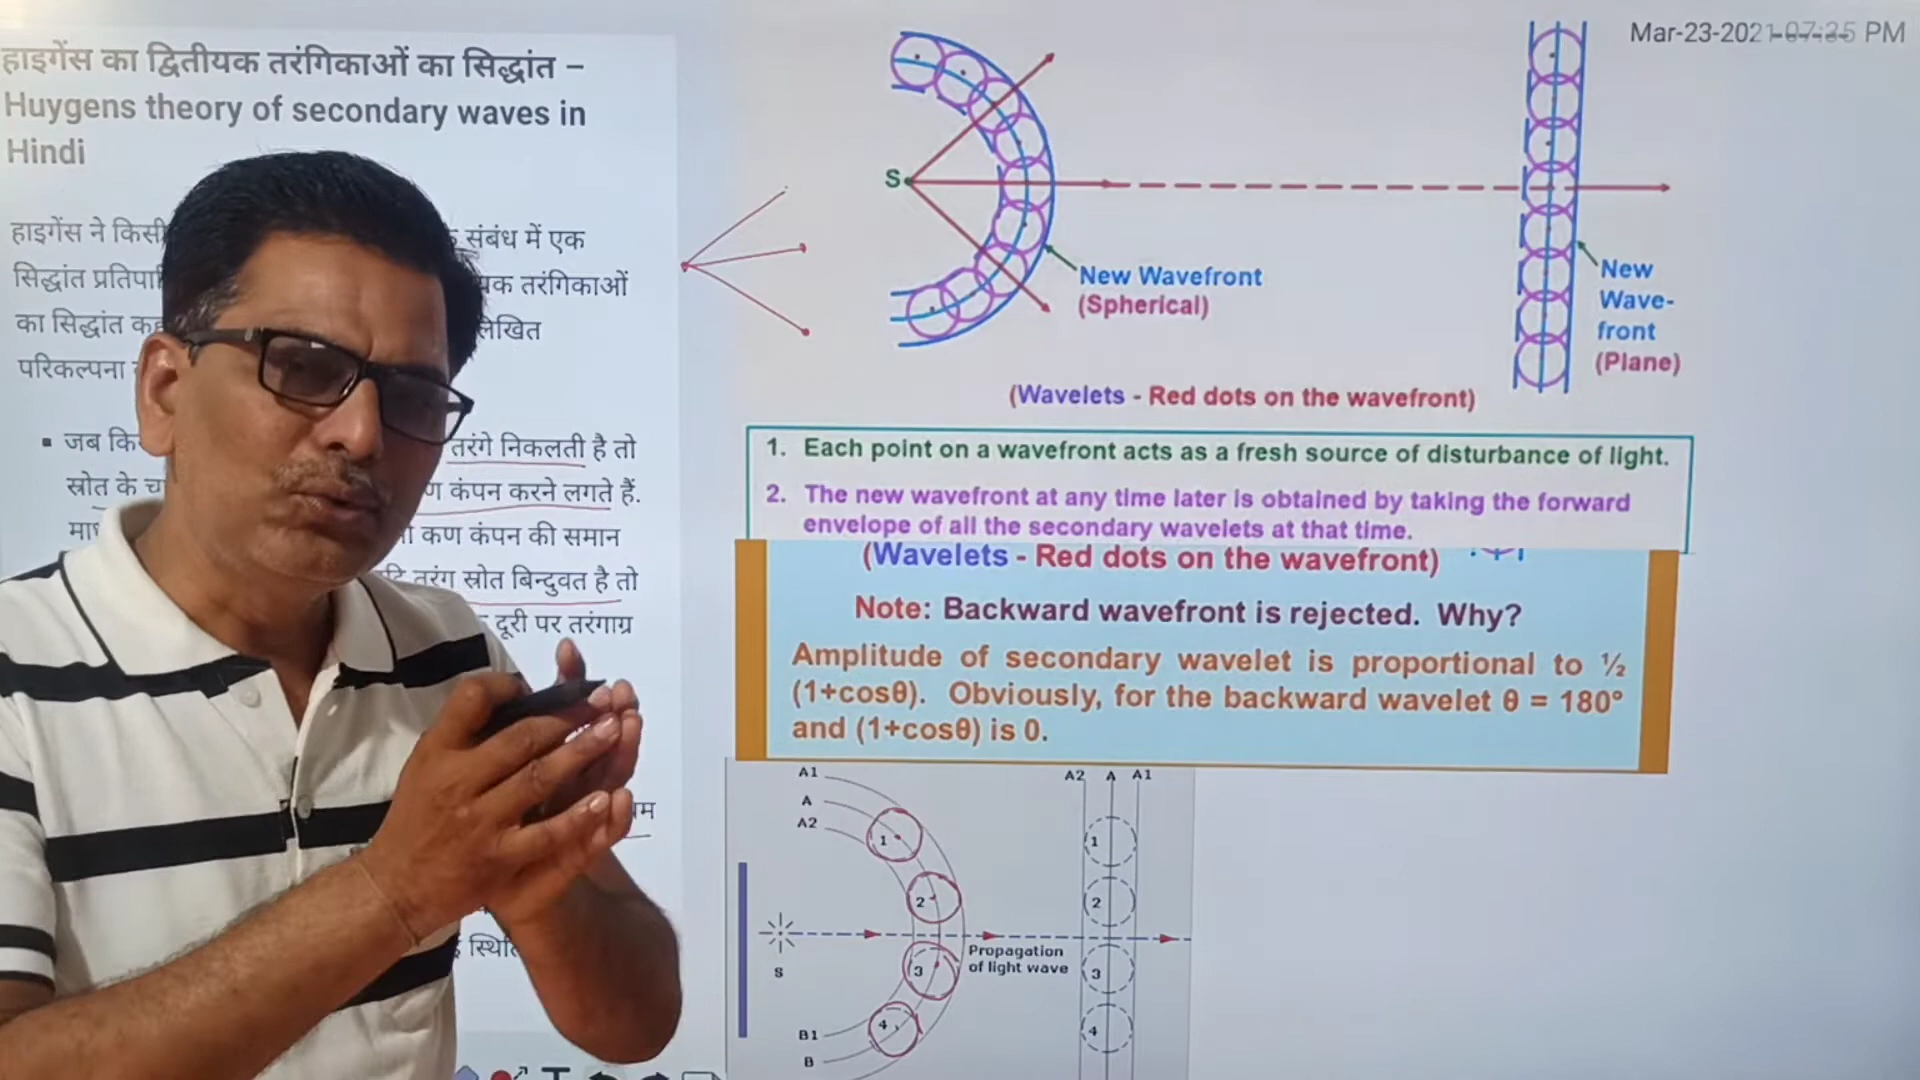 हाइगेंस का द्वितीयक तरंगिकाओं का सिद्धांत –
Huygens theory of secondary waves in
Hindi
हाइगेंस ने किसी संबंध में एक
सिद्धांत तरंगिकाओं
का सिद्धांत
परिकल्पना
▪ जब तरंगे निकलती है तो
स्रोत के कंपन करने लगते हैं.
कण कंपन की समान
तरंग स्रोत बिन्दुवत है तो
दूरी पर तरंगाग्र
Mar-23-2021 07:35 PM
S
New Wavefront
(Spherical)
New
Wave-
front
(Plane)
(Wavelets - Red dots on the wavefront)
1. Each point on a wavefront acts as a fresh source of disturbance of light.
2. The new wavefront at any time later is obtained by taking the forward
envelope of all the secondary wavelets at that time.
(Wavelets - Red dots on the wavefront)
Note: Backward wavefront is rejected. Why?
Amplitude of secondary wavelet is proportional to ½
(1+cosθ). Obviously, for the backward wavelet θ = 180°
and (1+cosθ) is 0.
A1
A
A2
1
2
3
4
S
B1
B
Propagation
of light wave
A2 A A1
1
2
3
4